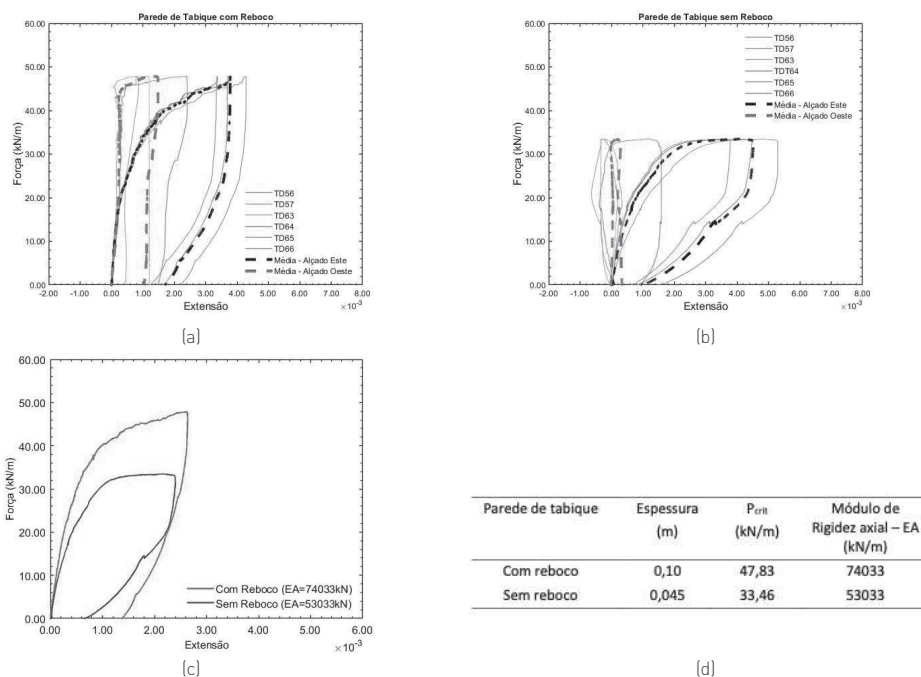 Parede de Tabique com Reboco
60.00
50.00
40.00
30.00
20.00
10.00
0.00
Força (kN/m)
TD56
TD57
TD63
TD64
TD65
TD66
Média - Alçado Este
Média - Alçado Oeste
-2.00 -1.00 0.00 1.00 2.00 3.00 4.00 5.00 6.00 7.00 8.00
Extensão
×10⁻³
(a)
Parede de Tabique sem Reboco
60.00
50.00
40.00
30.00
20.00
10.00
0.00
Força (kN/m)
TD56
TD57
TD63
TDT64
TD65
TD66
Média - Alçado Este
Média - Alçado Oeste
-2.00 -1.00 0.00 1.00 2.00 3.00 4.00 5.00 6.00 7.00 8.00
Extensão
×10⁻³
(b)
60.00
50.00
40.00
30.00
20.00
10.00
0.00
Força (kN/m)
Com Reboco (EA=74033kN)
Sem Reboco (EA=53033kN)
0.00 1.00 2.00 3.00 4.00 5.00 6.00
Extensão
×10⁻³
(c)
Parede de tabique Espessura (m) Pcrit (kN/m) Módulo de Rigidez axial – EA (kN/m)
Com reboco 0,10 47,83 74033
Sem reboco 0,045 33,46 53033
(d)